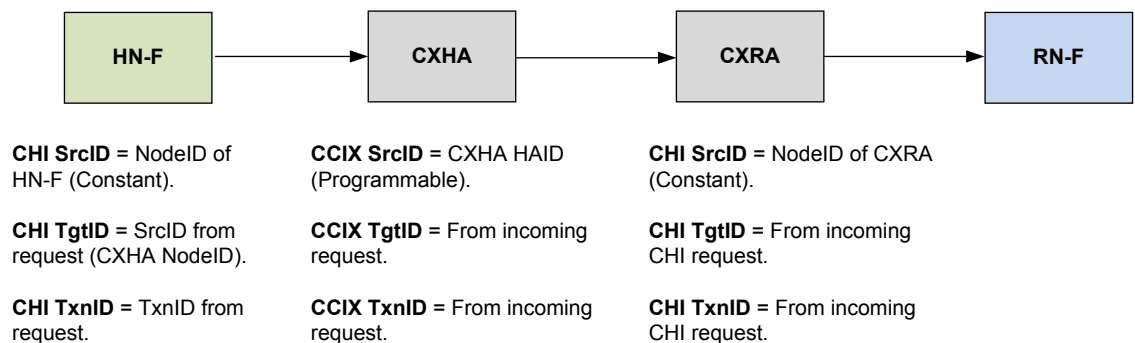 HN-F
CXHA
CXRA
RN-F
CHI SrcID = NodeID of
HN-F (Constant).
CHI TgtID = SrcID from
request (CXHA NodeID).
CHI TxnID = TxnID from
request.
CCIX SrcID = CXHA HAID
(Programmable).
CCIX TgtID = From incoming
request.
CCIX TxnID = From incoming
request.
CHI SrcID = NodeID of CXRA
(Constant).
CHI TgtID = From incoming
CHI request.
CHI TxnID = From incoming
CHI request.